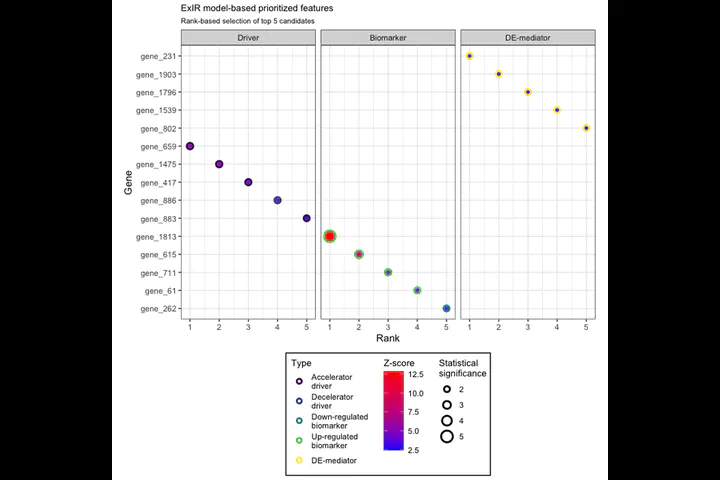 ExIR model-based prioritized features
Rank-based selection of top 5 candidates
Driver
Biomarker
DE-mediator
Gene
gene_231
gene_1903
gene_1796
gene_1539
gene_802
gene_659
gene_1475
gene_417
gene_886
gene_883
gene_1813
gene_615
gene_711
gene_61
gene_262
1 2 3 4 5
1 2 3 4 5
1 2 3 4 5
Rank
Type
Accelerator
driver
Decelerator
driver
Down-regulated
biomarker
Up-regulated
biomarker
DE-mediator
Z-score
12.5
10.0
7.5
5.0
2.5
Statistical
significance
2
3
4
5